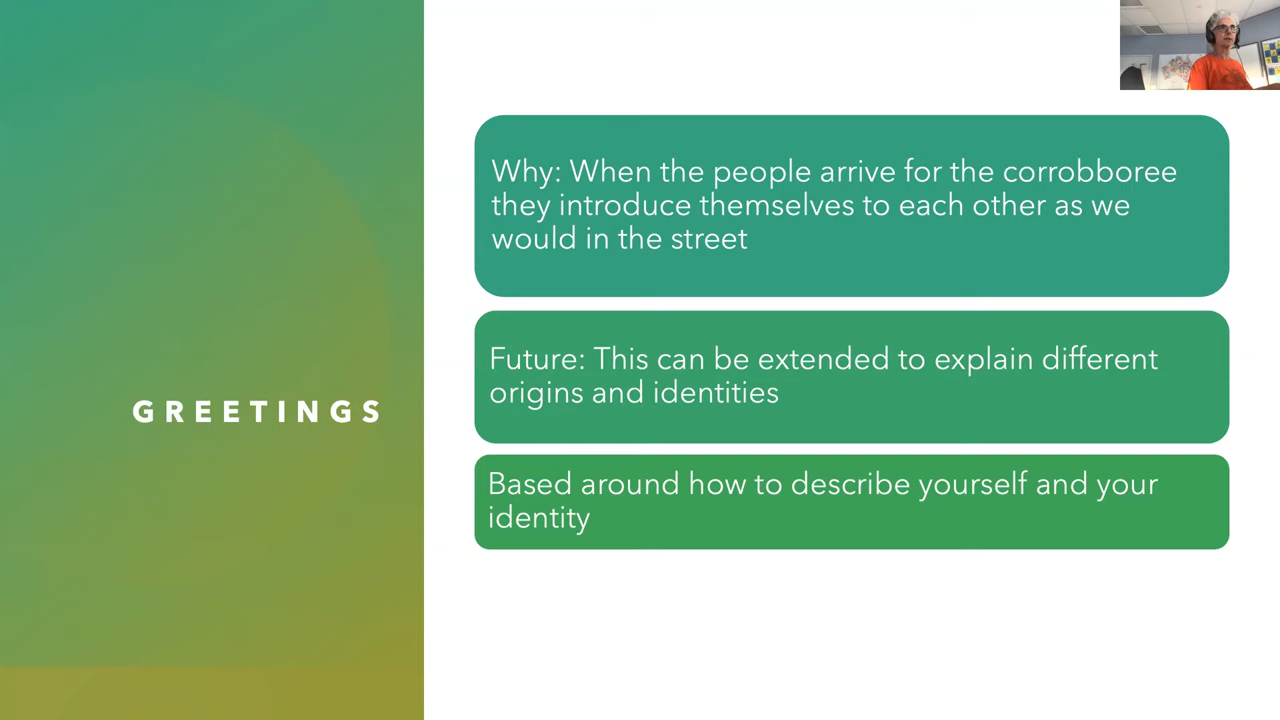 GREETINGS
Why: When the people arrive for the corrobboree
they introduce themselves to each other as we
would in the street
Future: This can be extended to explain different
origins and identities
Based around how to describe yourself and your
identity